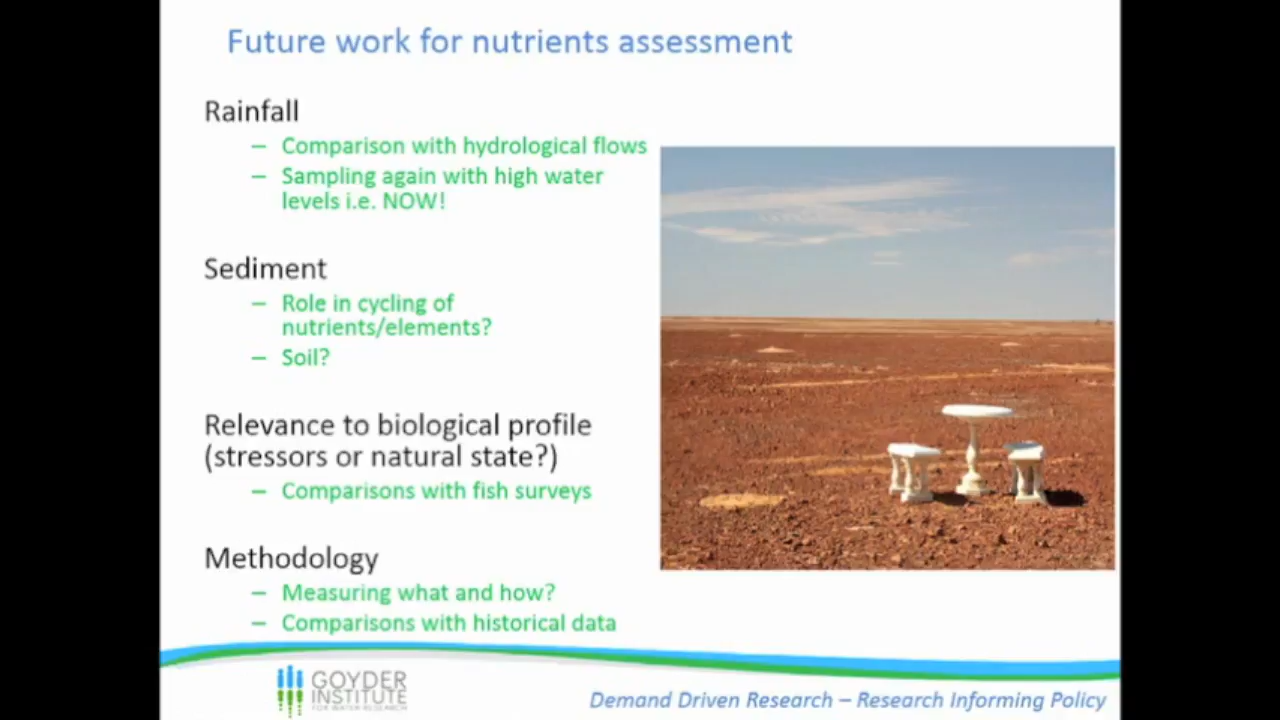 Future work for nutrients assessment
Rainfall
– Comparison with hydrological flows
– Sampling again with high water
levels i.e. NOW!
Sediment
– Role in cycling of
nutrients/elements?
– Soil?
Relevance to biological profile
(stressors or natural state?)
– Comparisons with fish surveys
Methodology
– Measuring what and how?
– Comparisons with historical data
GOYDER
INSTITUTE
FOR WATER RESEARCH
Demand Driven Research – Research Informing Policy